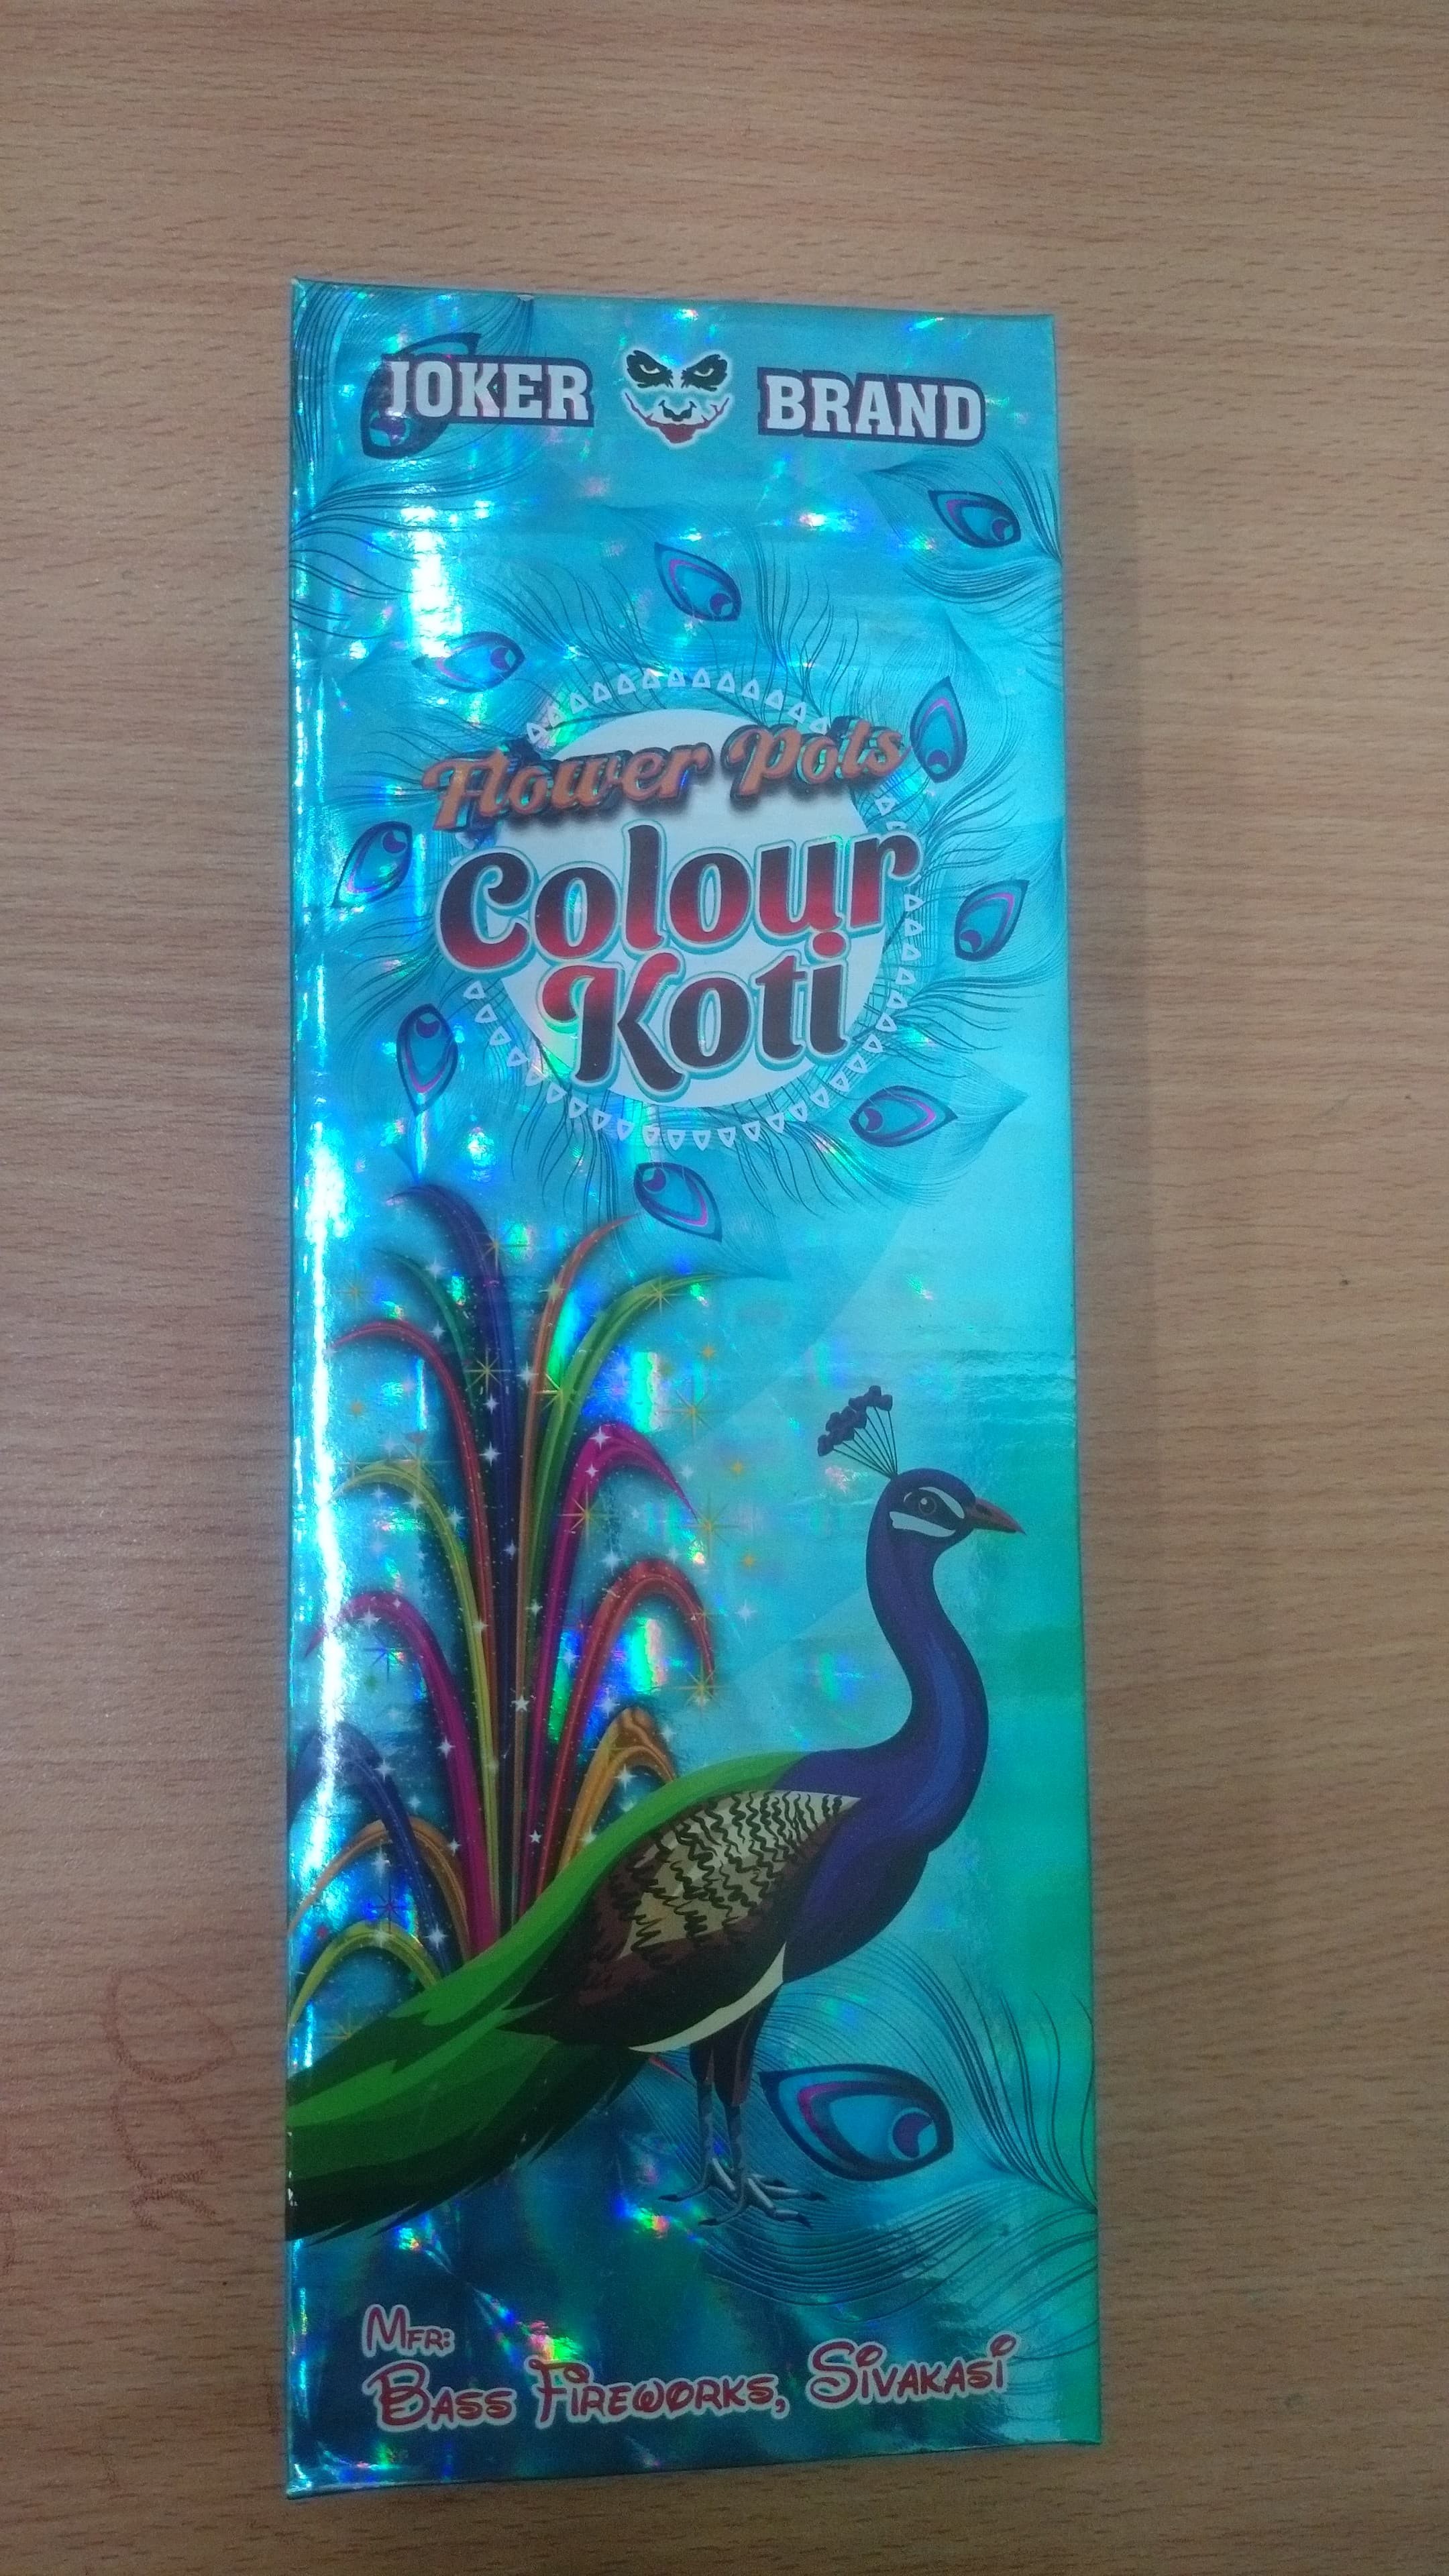 JOKER BRAND
Flower Pots
Colour
Koti
MFR:
BASS FIREWORKS, SIVAKASI